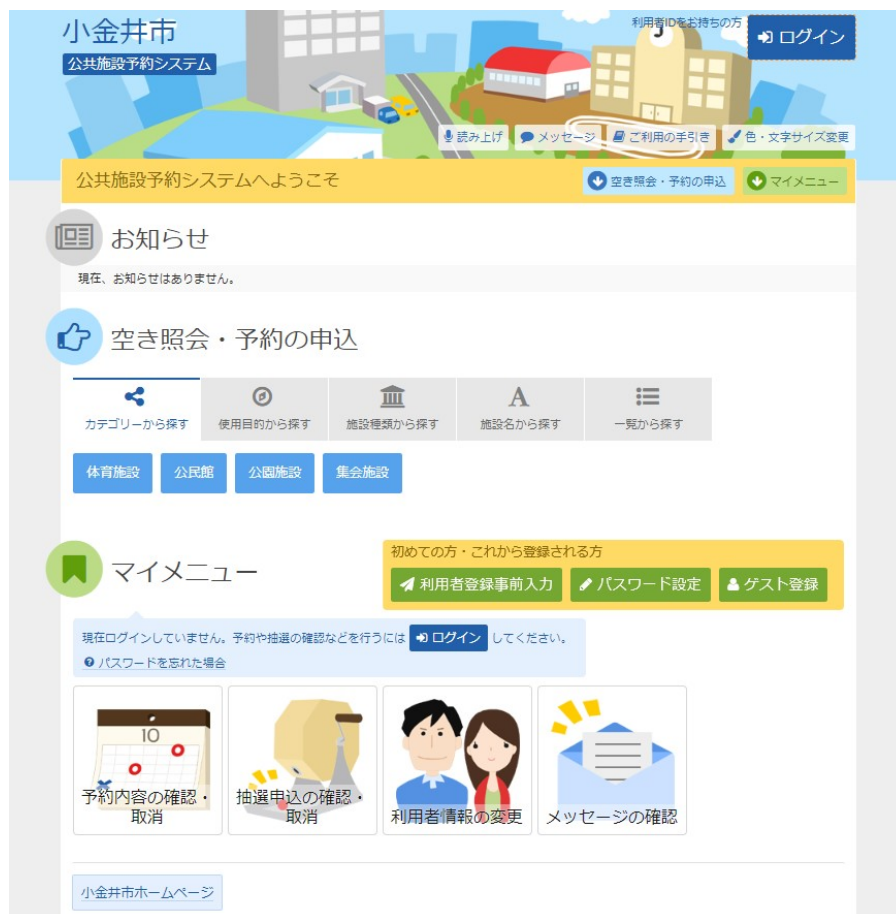 小金井市
公共施設予約システム
利用者IDをお持ちの方
ログイン
読み上げ
メッセージ
ご利用の手引き
色・文字サイズ変更
公共施設予約システムへようこそ
空き照会・予約の申込
マイメニュー
お知らせ
現在、お知らせはありません。
空き照会・予約の申込
カテゴリーから探す
使用目的から探す
施設種類から探す
A
施設名から探す
一覧から探す
体育施設
公民館
公園施設
集会施設
マイメニュー
初めての方・これから登録される方
利用者登録事前入力
パスワード設定
ゲスト登録
現在ログインしていません。予約や抽選の確認などを行うには ログイン してください。
パスワードを忘れた場合
10
予約内容の確認・
取消
抽選申込の確認・
取消
利用者情報の変更
メッセージの確認
小金井市ホームページ